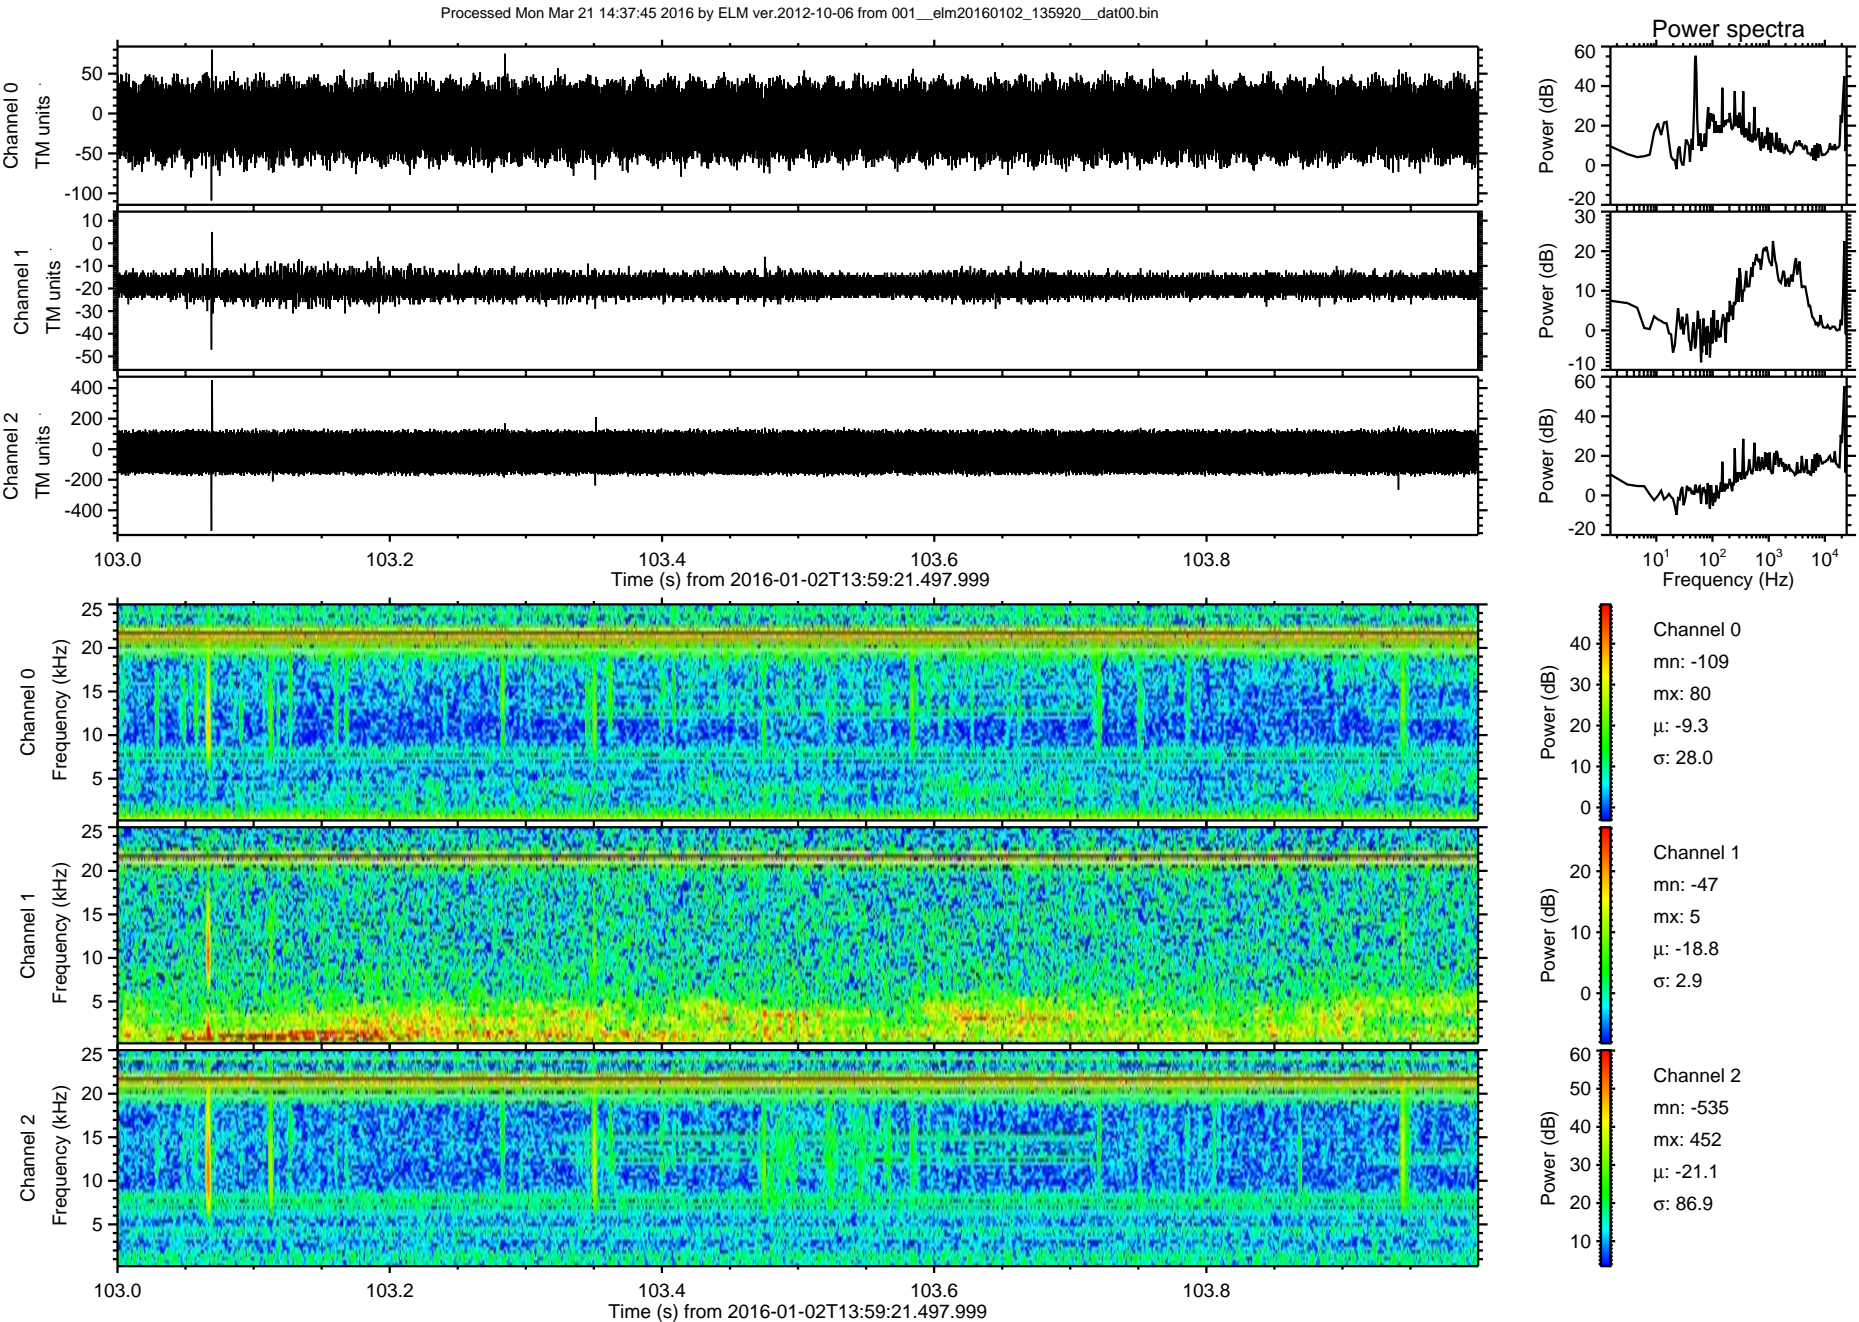 Processed Mon Mar 21 14:37:45 2016 by ELM ver.2012-10-06 from 001__elm20160102_135920__dat00.bin
Power spectra
Channel 0
TM units
50
0
-50
-100
Power (dB)
60
40
20
0
-20
Channel 1
TM units
10
0
-10
-20
-30
-40
-50
Power (dB)
30
20
10
0
-10
Channel 2
TM units
400
200
0
-200
-400
Power (dB)
60
40
20
0
-20
103.0 103.2 103.4 103.6 103.8
Time (s) from 2016-01-02T13:59:21.497.999
10^1 10^2 10^3 10^4
Frequency (Hz)
Channel 0
Frequency (kHz)
25
20
15
10
5
Power (dB)
40
30
20
10
0
Channel 0
mn: -109
mx: 80
μ: -9.3
σ: 28.0
Channel 1
Frequency (kHz)
25
20
15
10
5
Power (dB)
20
10
0
Channel 1
mn: -47
mx: 5
μ: -18.8
σ: 2.9
Channel 2
Frequency (kHz)
25
20
15
10
5
Power (dB)
60
50
40
30
20
10
Channel 2
mn: -535
mx: 452
μ: -21.1
σ: 86.9
103.0 103.2 103.4 103.6 103.8
Time (s) from 2016-01-02T13:59:21.497.999